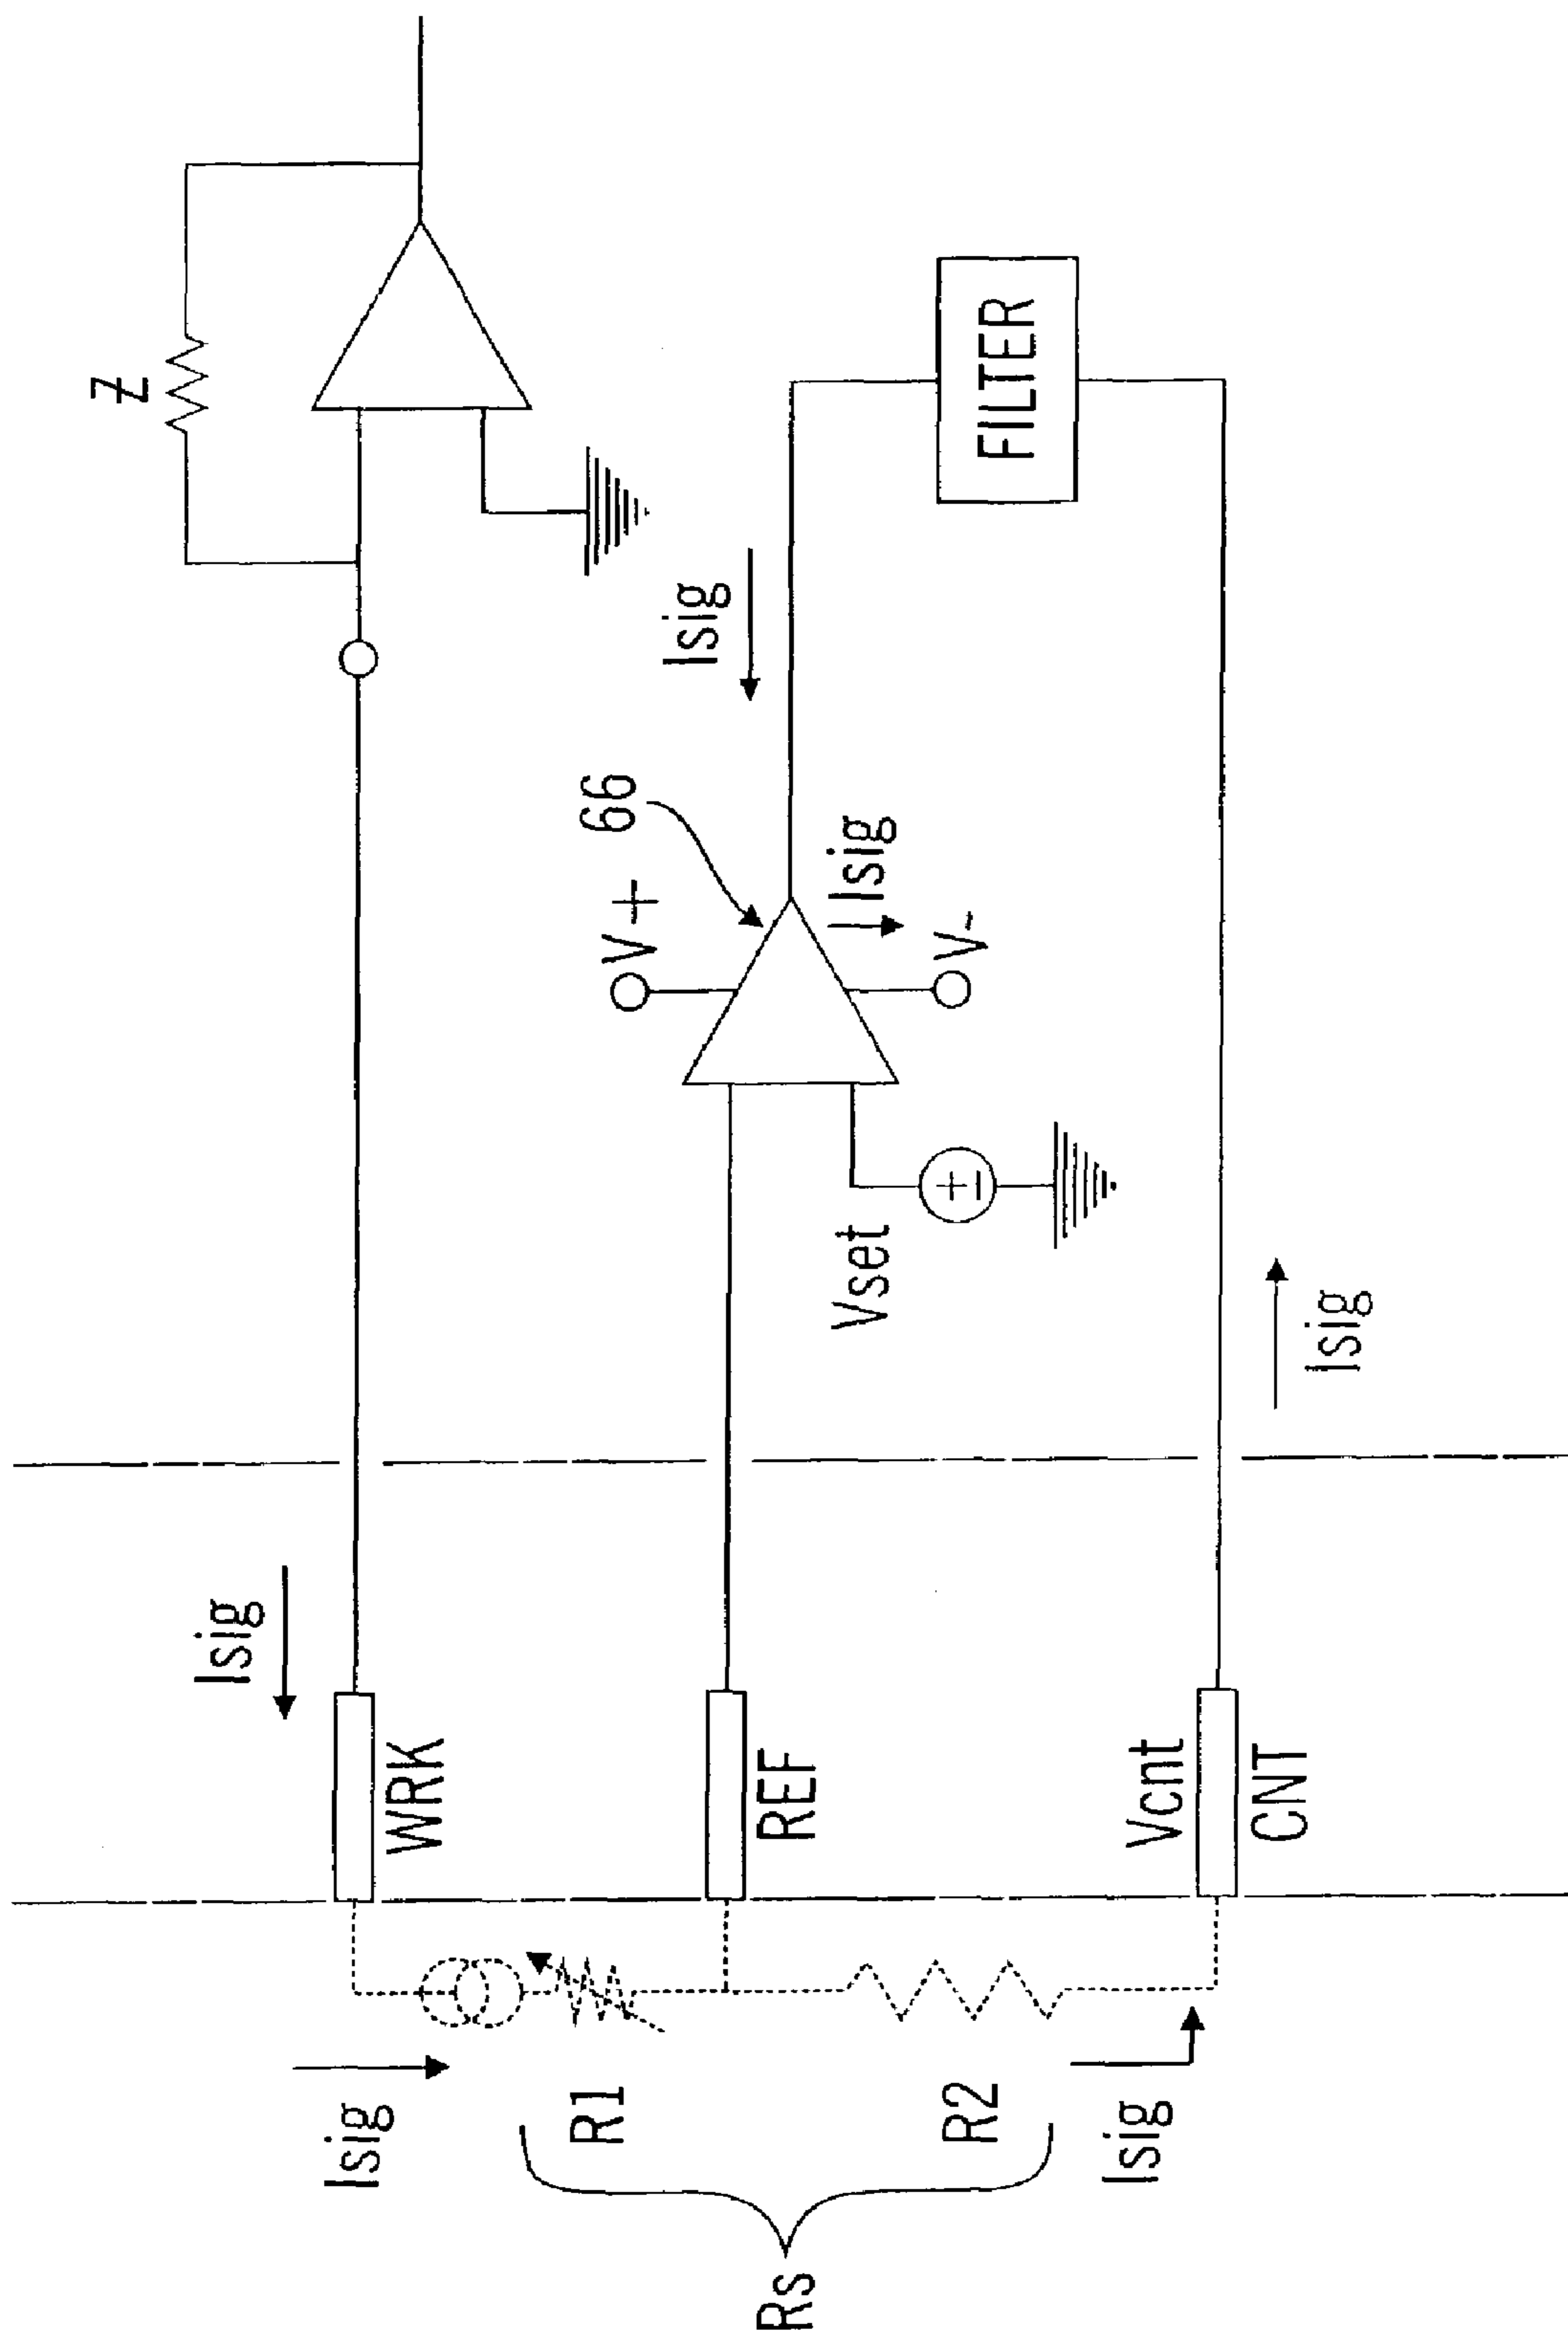 Z
Isig
Isig
WRK
R1
66
V+
Isig
Rs
REF
Vset
Isig
R2
V-
FILTER
Isig
Vcnt
CNT
Isig